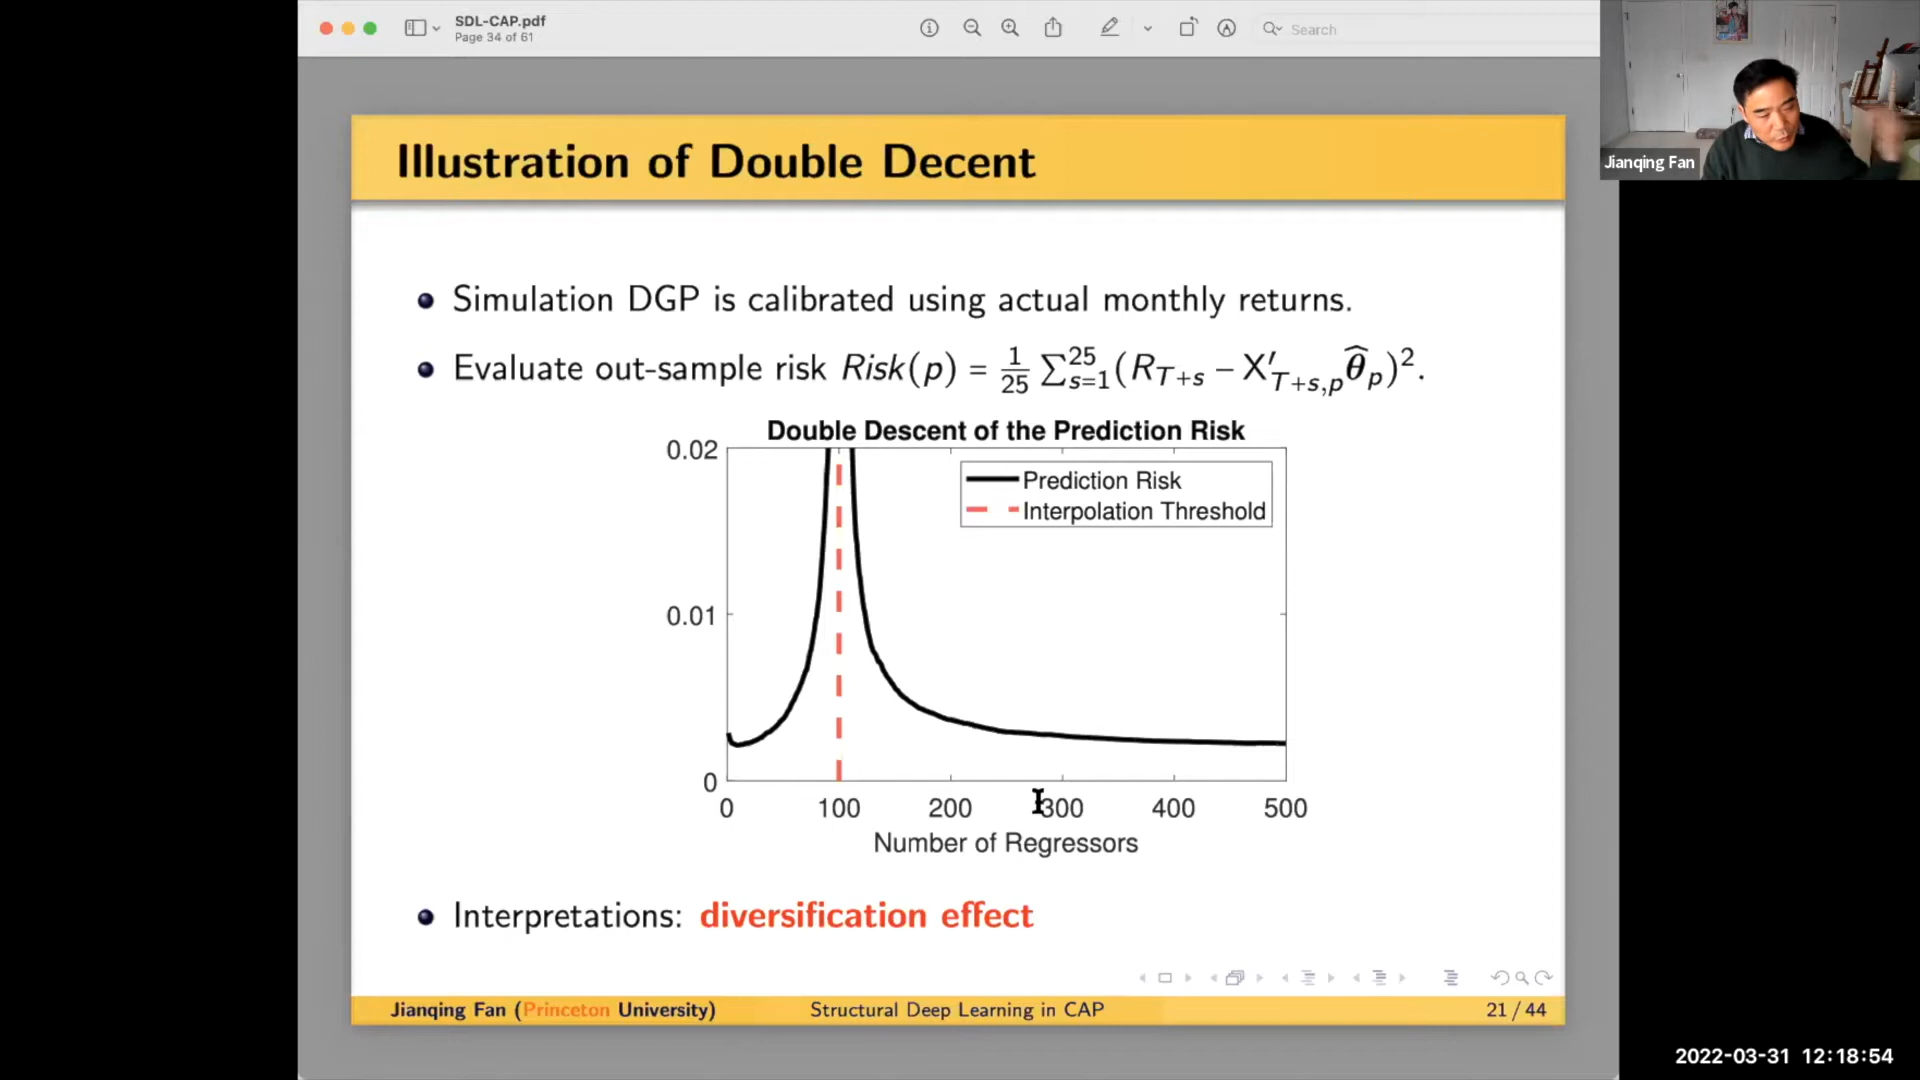 SDL-CAP.pdf
Page 34 of 61
Search
Jianqing Fan
Illustration of Double Decent
Simulation DGP is calibrated using actual monthly returns.
Evaluate out-sample risk Risk(p) = 1/25 ∑_{s=1}^{25} (R_{T+s} − X′_{T+s,p} θ̂_p)².
Double Descent of the Prediction Risk
0.02
Prediction Risk
Interpolation Threshold
0.01
0
0 100 200 300 400 500
Number of Regressors
Interpretations: diversification effect
Jianqing Fan (Princeton University) Structural Deep Learning in CAP 21 / 44
2022-03-31 12:18:54